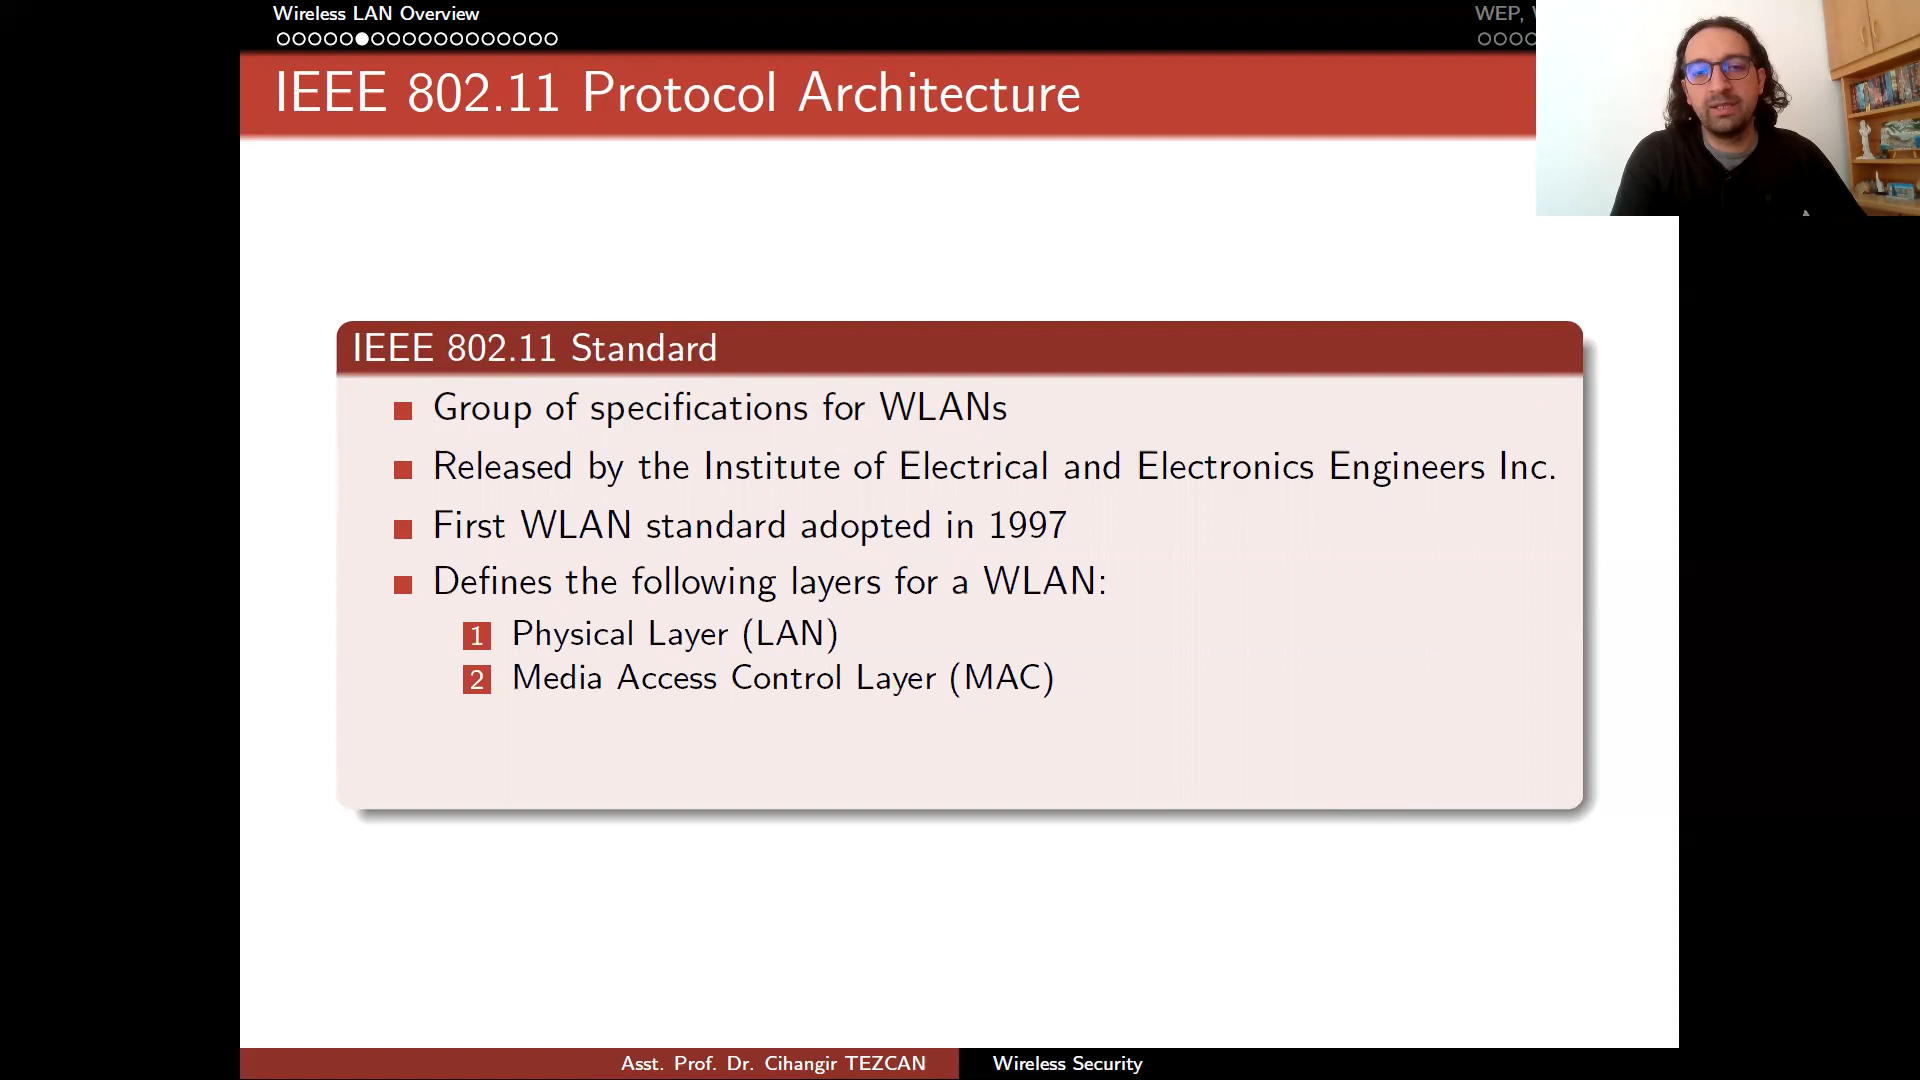 Wireless LAN Overview
WEP,
IEEE 802.11 Protocol Architecture
IEEE 802.11 Standard
Group of specifications for WLANs
Released by the Institute of Electrical and Electronics Engineers Inc.
First WLAN standard adopted in 1997
Defines the following layers for a WLAN:
1 Physical Layer (LAN)
2 Media Access Control Layer (MAC)
Asst. Prof. Dr. Cihangir TEZCAN
Wireless Security